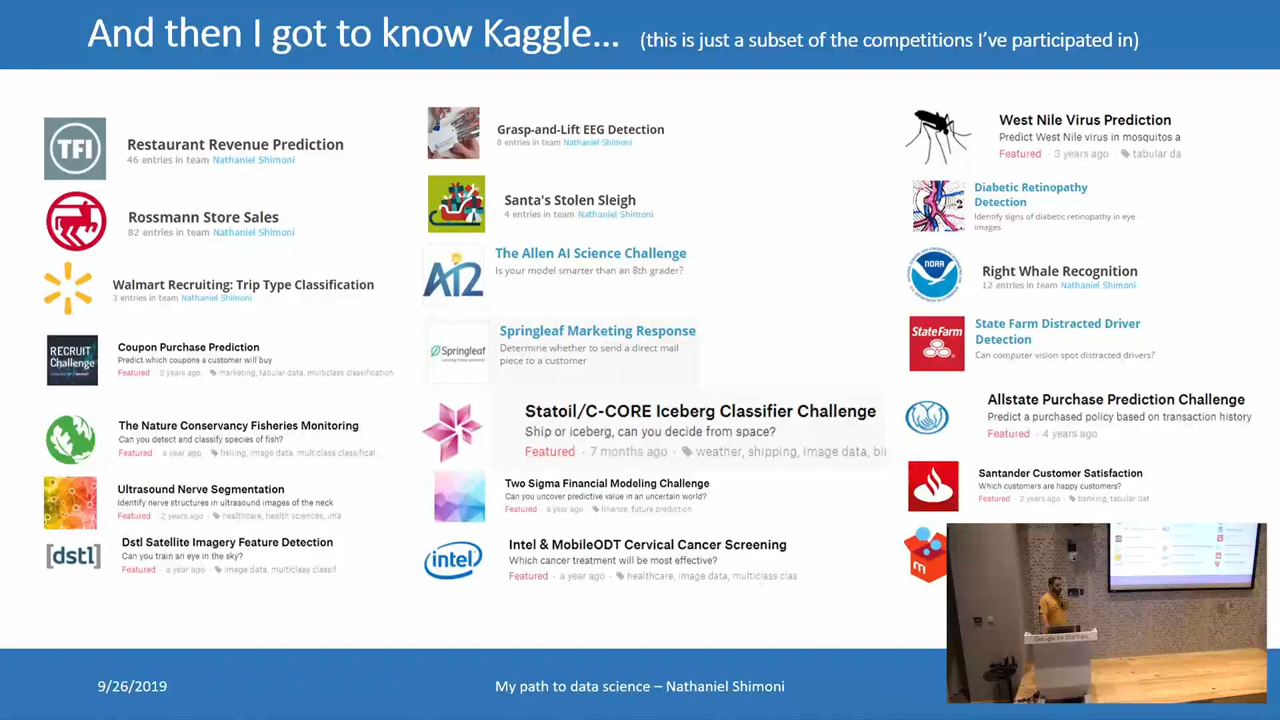 And then I got to know Kaggle... (this is just a subset of the competitions I've participated in)
TFI
Restaurant Revenue Prediction
46 entries in team Nathaniel Shimoni
Rossmann Store Sales
82 entries in team Nathaniel Shimoni
Walmart Recruiting: Trip Type Classification
3 entries in team Nathaniel Shimoni
RECRUIT
Challenge
Coupon Purchase Prediction
Predict which coupons a customer will buy
Featured · 3 years ago · marketing, tabular data, multiclass classification
The Nature Conservancy Fisheries Monitoring
Can you detect and classify species of fish?
Featured · a year ago · fishing, image data, multiclass classificat.
Ultrasound Nerve Segmentation
Identify nerve structures in ultrasound images of the neck
Featured · 2 years ago · healthcare, health sciences, ima
[dstl]
Dstl Satellite Imagery Feature Detection
Can you train an eye in the sky?
Featured · a year ago · image data, multiclass classif
Grasp-and-Lift EEG Detection
8 entries in team Nathaniel Shimoni
Santa's Stolen Sleigh
4 entries in team Nathaniel Shimoni
AI2
The Allen AI Science Challenge
Is your model smarter than an 8th grader?
Springleaf
Springleaf Marketing Response
Determine whether to send a direct mail
piece to a customer
Statoil/C-CORE Iceberg Classifier Challenge
Ship or iceberg, can you decide from space?
Featured · 7 months ago · weather, shipping, image data, bi
Two Sigma Financial Modeling Challenge
Can you uncover predictive value in an uncertain world?
Featured · a year ago · finance, future prediction
intel
Intel & MobileODT Cervical Cancer Screening
Which cancer treatment will be most effective?
Featured · a year ago · healthcare, image data, multiclass clas
West Nile Virus Prediction
Predict West Nile virus in mosquitos a
Featured · 3 years ago · tabular da
Diabetic Retinopathy
Detection
Identify signs of diabetic retinopathy in eye
images
NOAA
Right Whale Recognition
12 entries in team Nathaniel Shimoni
State Farm
State Farm Distracted Driver
Detection
Can computer vision spot distracted drivers?
Allstate Purchase Prediction Challenge
Predict a purchased policy based on transaction history
Featured · 4 years ago
Santander Customer Satisfaction
Which customers are happy customers?
Featured · 2 years ago · banking, tabular dat
m
Google for Startups
9/26/2019
My path to data science – Nathaniel Shimoni